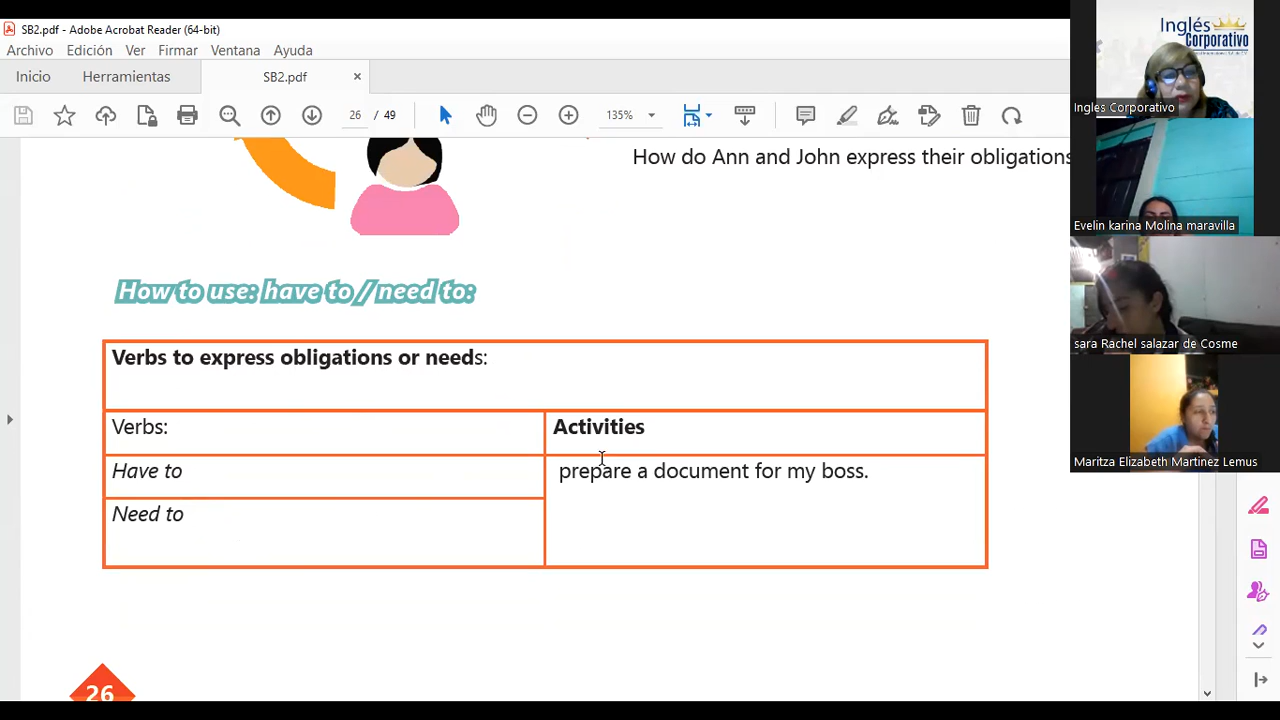 SB2.pdf - Adobe Acrobat Reader (64-bit)
Archivo Edición Ver Firmar Ventana Ayuda
Inicio Herramientas SB2.pdf ×
26 / 49 135%
How do Ann and John express their obligations
How to use: have to / need to:
Verbs to express obligations or needs:
Verbs: Activities
Have to prepare a document for my boss.
Need to
26
Inglés
Corporativo
Ingles Corporativo
Evelin karina Molina maravilla
sara Rachel salazar de Cosme
Maritza Elizabeth Martinez Lemus